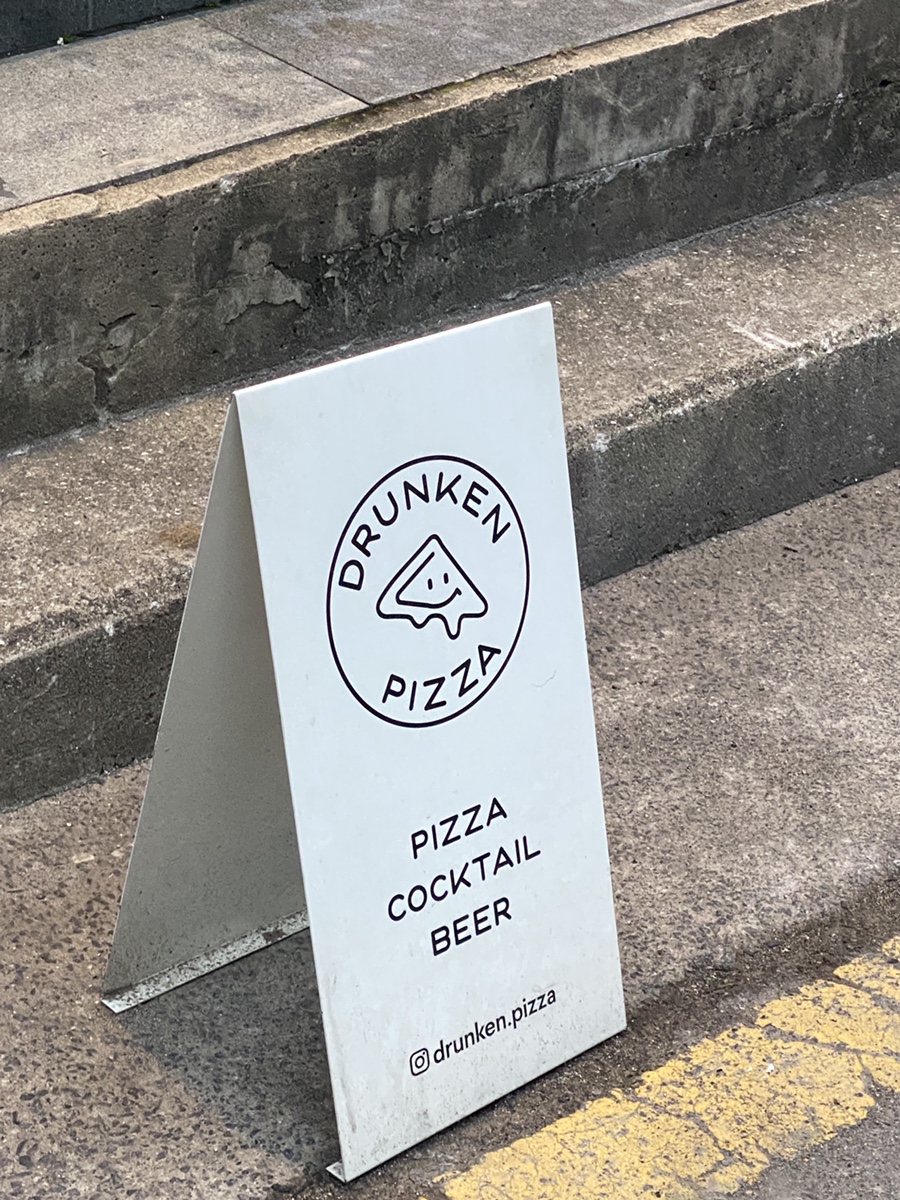 DRUNKEN
PIZZA
PIZZA
COCKTAIL
BEER
drunken.pizza